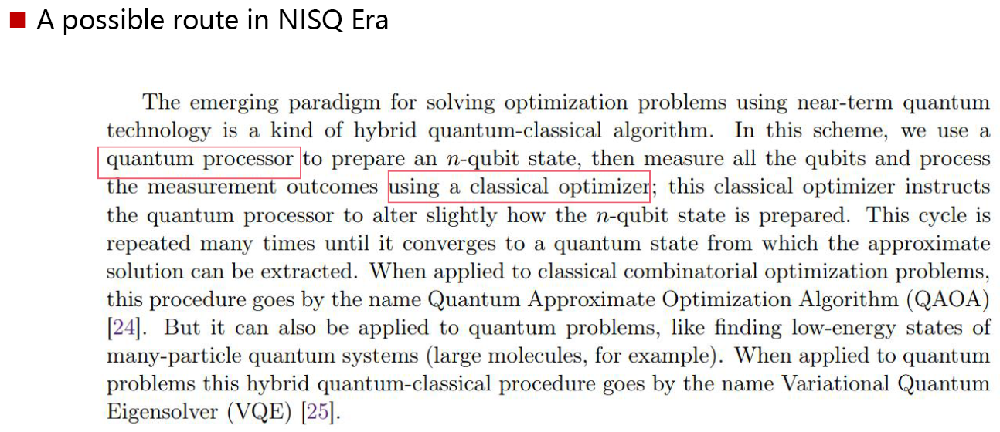 A possible route in NISQ Era
The emerging paradigm for solving optimization problems using near-term quantum
technology is a kind of hybrid quantum-classical algorithm. In this scheme, we use a
quantum processor to prepare an n-qubit state, then measure all the qubits and process
the measurement outcomes using a classical optimizer; this classical optimizer instructs
the quantum processor to alter slightly how the n-qubit state is prepared. This cycle is
repeated many times until it converges to a quantum state from which the approximate
solution can be extracted. When applied to classical combinatorial optimization problems,
this procedure goes by the name Quantum Approximate Optimization Algorithm (QAOA)
[24]. But it can also be applied to quantum problems, like finding low-energy states of
many-particle quantum systems (large molecules, for example). When applied to quantum
problems this hybrid quantum-classical procedure goes by the name Variational Quantum
Eigensolver (VQE) [25].